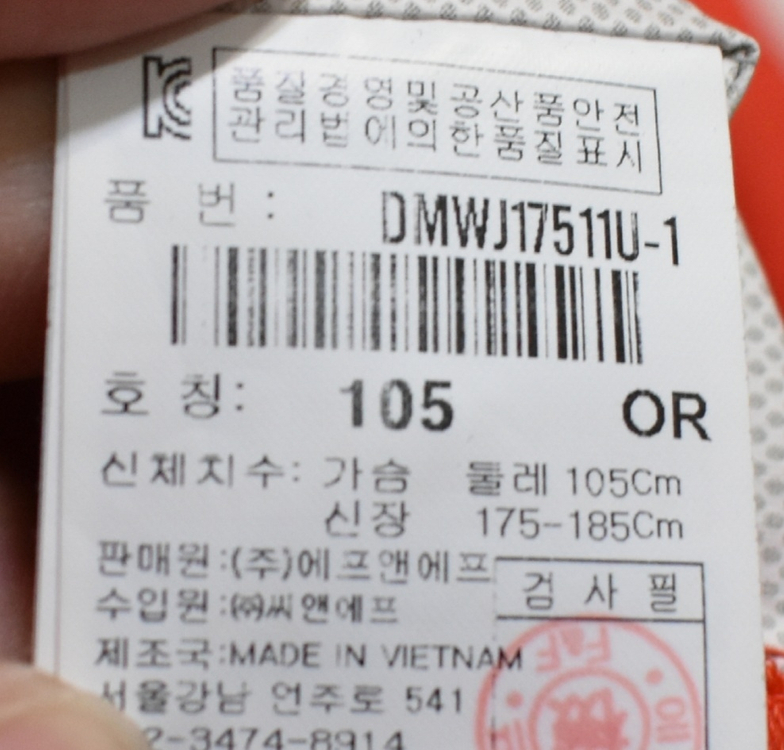 품질경영및공산품안전
관리법에의한품질표시
품 번 : DMWJ17511U-1
호 칭: 105 OR
신체치수: 가슴 둘레 105Cm
신장 175-185Cm
판매원:(주)에프앤에프
검 사 필
수입원:㈜씨앤에프
제조국:MADE IN VIETNAM
F&F
서울강남 언주로 541
2-3474-8914